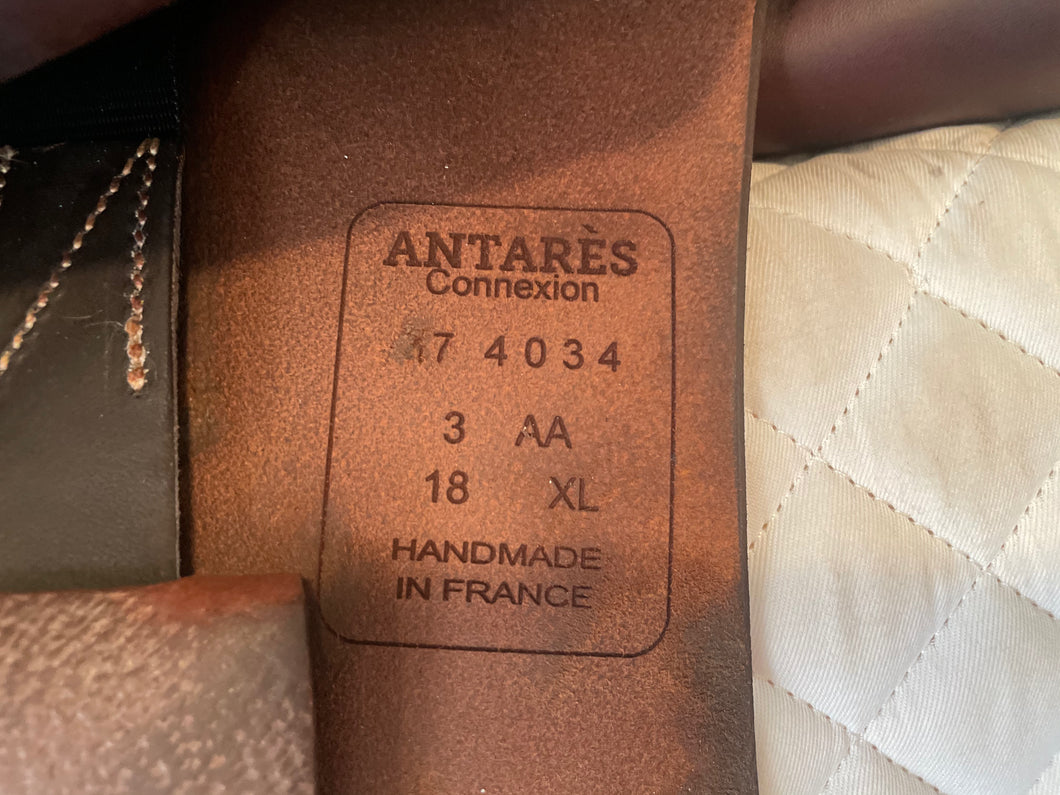 ANTARÈS
Connexion
4034
3 AA
18 XL
HANDMADE
IN FRANCE